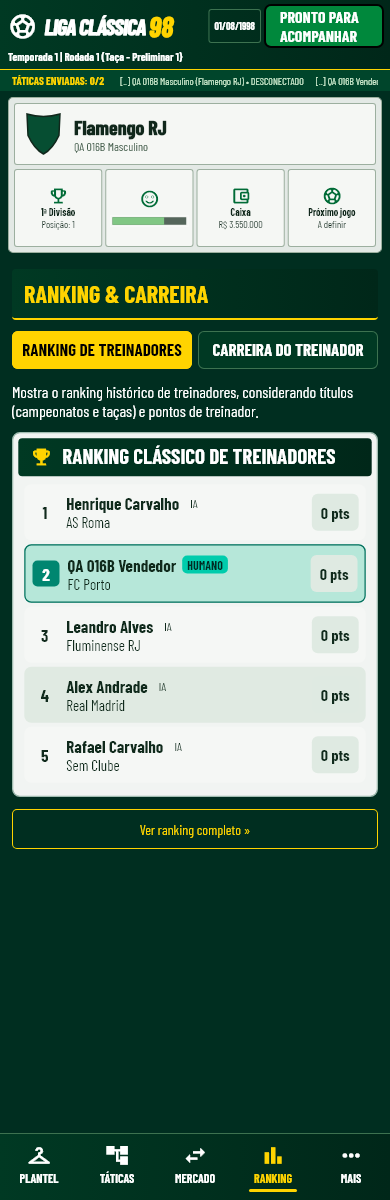 LIGA CLÁSSICA 98
01/08/1998
PRONTO PARA
ACOMPANHAR
Temporada 1 | Rodada 1 (Taça - Preliminar 1)
TÁTICAS ENVIADAS: 0/2
[...] QA 016B Masculino (Flamengo RJ) • DESCONECTADO
[...] QA 016B Vende
Flamengo RJ
QA 016B Masculino
1ª Divisão
Posição: 1
Caixa
R$ 3.550.000
Próximo jogo
A definir
RANKING & CARREIRA
RANKING DE TREINADORES
CARREIRA DO TREINADOR
Mostra o ranking histórico de treinadores, considerando títulos
(campeonatos e taças) e pontos de treinador.
RANKING CLÁSSICO DE TREINADORES
1 Henrique Carvalho IA
AS Roma
0 pts
2 QA 016B Vendedor HUMANO
FC Porto
0 pts
3 Leandro Alves IA
Fluminense RJ
0 pts
4 Alex Andrade IA
Real Madrid
0 pts
5 Rafael Carvalho IA
Sem Clube
0 pts
Ver ranking completo »
PLANTEL
TÁTICAS
MERCADO
RANKING
MAIS